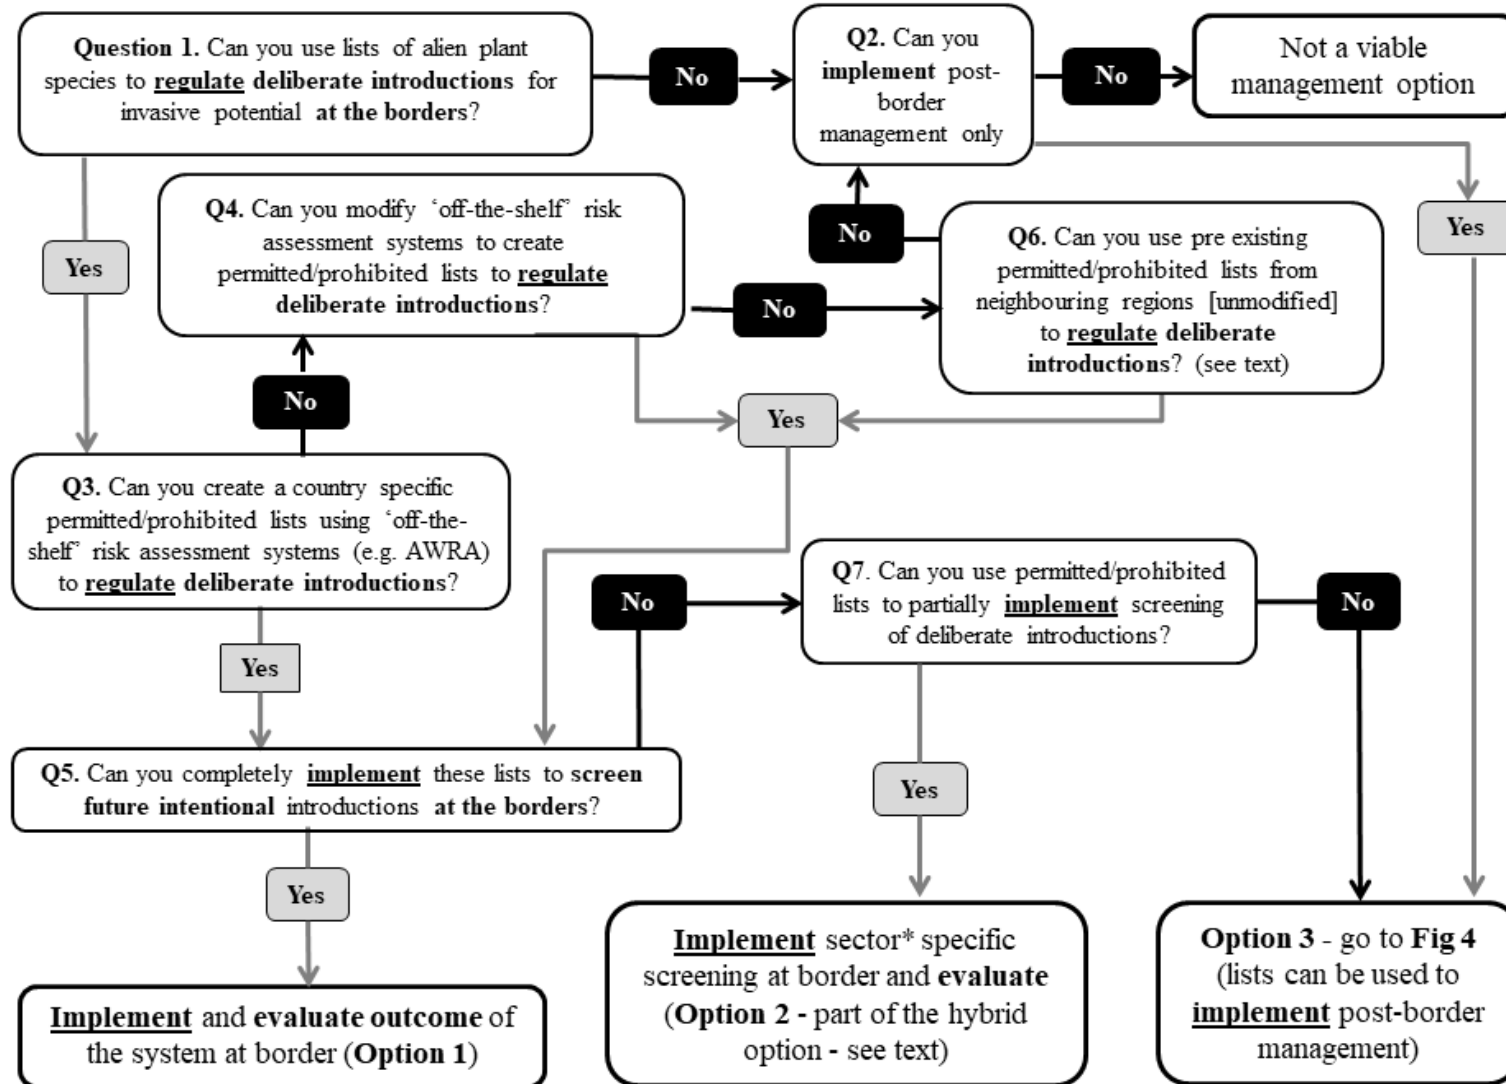 Question 1. Can you use lists of alien plant
species to regulate deliberate introductions for
invasive potential at the borders?
No
Q2. Can you
implement post-
border
management only
No
Not a viable
management option
Yes
Q4. Can you modify ‘off-the-shelf’ risk
assessment systems to create
permitted/prohibited lists to regulate
deliberate introductions?
No
No
Q6. Can you use pre existing
permitted/prohibited lists from
neighbouring regions [unmodified]
to regulate deliberate
introductions? (see text)
Yes
No
Yes
Q3. Can you create a country specific
permitted/prohibited lists using ‘off-the-
shelf’ risk assessment systems (e.g. AWRA)
to regulate deliberate introductions?
No
Q7. Can you use permitted/prohibited
lists to partially implement screening
of deliberate introductions?
No
Yes
Q5. Can you completely implement these lists to screen
future intentional introductions at the borders?
Yes
Yes
Implement and evaluate outcome of
the system at border (Option 1)
Implement sector* specific
screening at border and evaluate
(Option 2 - part of the hybrid
option - see text)
Option 3 - go to Fig 4
(lists can be used to
implement post-border
management)